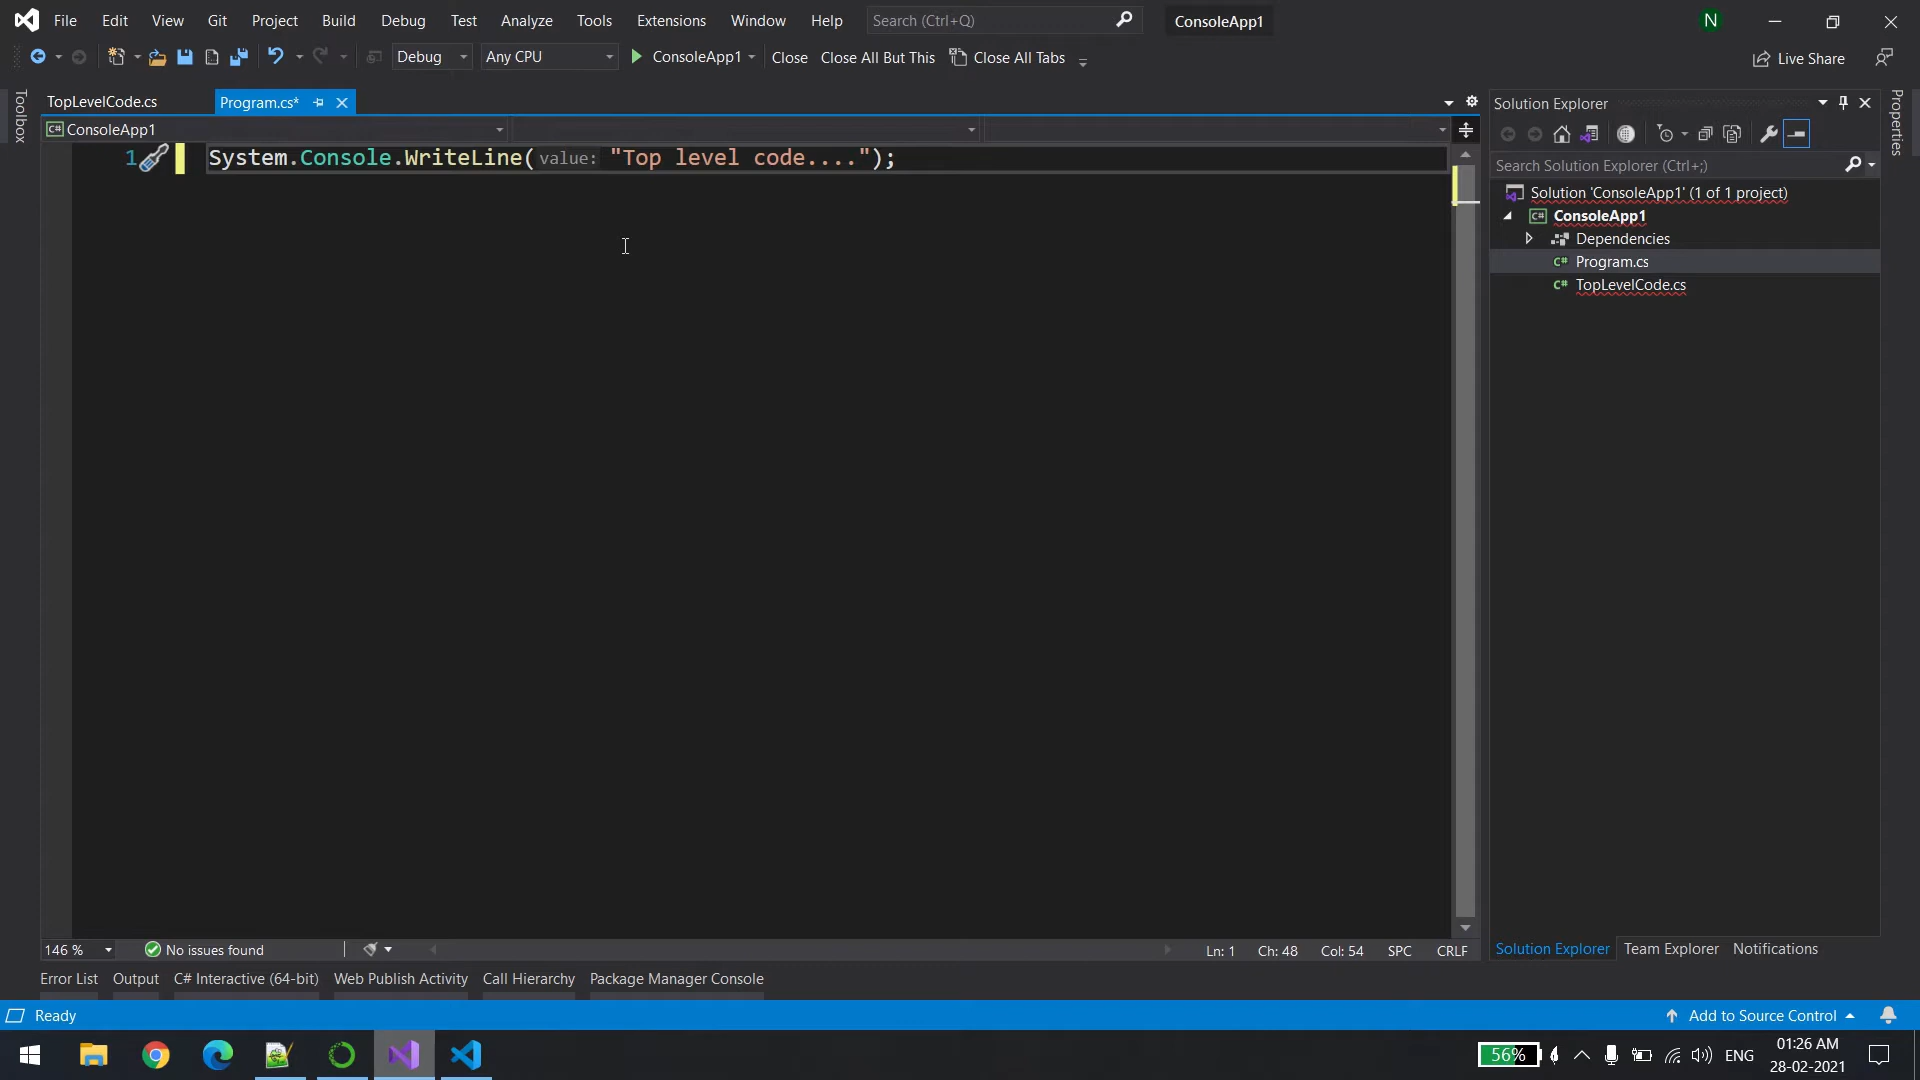 File Edit View Git Project Build Debug Test Analyze Tools Extensions Window Help Search (Ctrl+Q) ConsoleApp1 N
Debug Any CPU ConsoleApp1 Close Close All But This Close All Tabs Live Share
Toolbox
TopLevelCode.cs Program.cs*
ConsoleApp1
1 System.Console.WriteLine(value: "Top level code....");
146 % No issues found Ln: 1 Ch: 48 Col: 54 SPC CRLF
Solution Explorer
Search Solution Explorer (Ctrl+;)
Solution 'ConsoleApp1' (1 of 1 project)
C# ConsoleApp1
Dependencies
C# Program.cs
C# TopLevelCode.cs
Solution Explorer Team Explorer Notifications
Properties
Error List Output C# Interactive (64-bit) Web Publish Activity Call Hierarchy Package Manager Console
Ready Add to Source Control
56% ENG 01:26 AM
28-02-2021